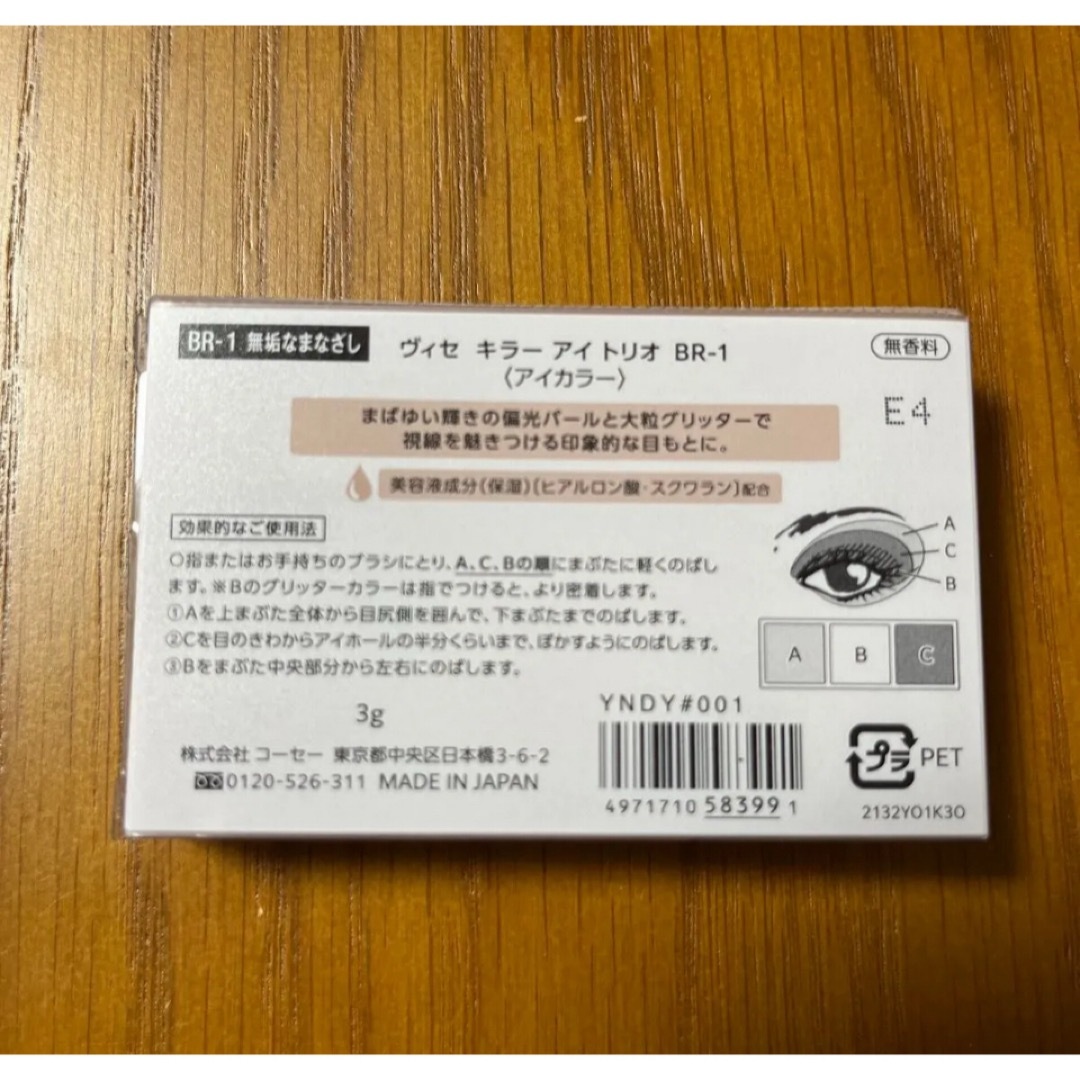 BR-1 無垢なまなざし
ヴィセ キラー アイ トリオ BR-1
〈アイカラー〉
無香料
E4
まばゆい輝きの偏光パールと大粒グリッターで
視線を魅きつける印象的な目もとに。
美容液成分(保湿)[ヒアルロン酸・スクワラン]配合
効果的なご使用法
○指またはお手持ちのブラシにとり、A、C、Bの順にまぶたに軽くのばし
ます。※Bのグリッターカラーは指でつけると、より密着します。
①Aを上まぶた全体から目尻側を囲んで、下まぶたまでのばします。
②Cを目のきわからアイホールの半分くらいまで、ぼかすようにのばします。
③Bをまぶた中央部分から左右にのばします。
A
C
B
A B C
3g
株式会社 コーセー 東京都中央区日本橋3-6-2
0120-526-311 MADE IN JAPAN
YNDY#001
4971710 58399 1
プラ PET
2132Y01K30